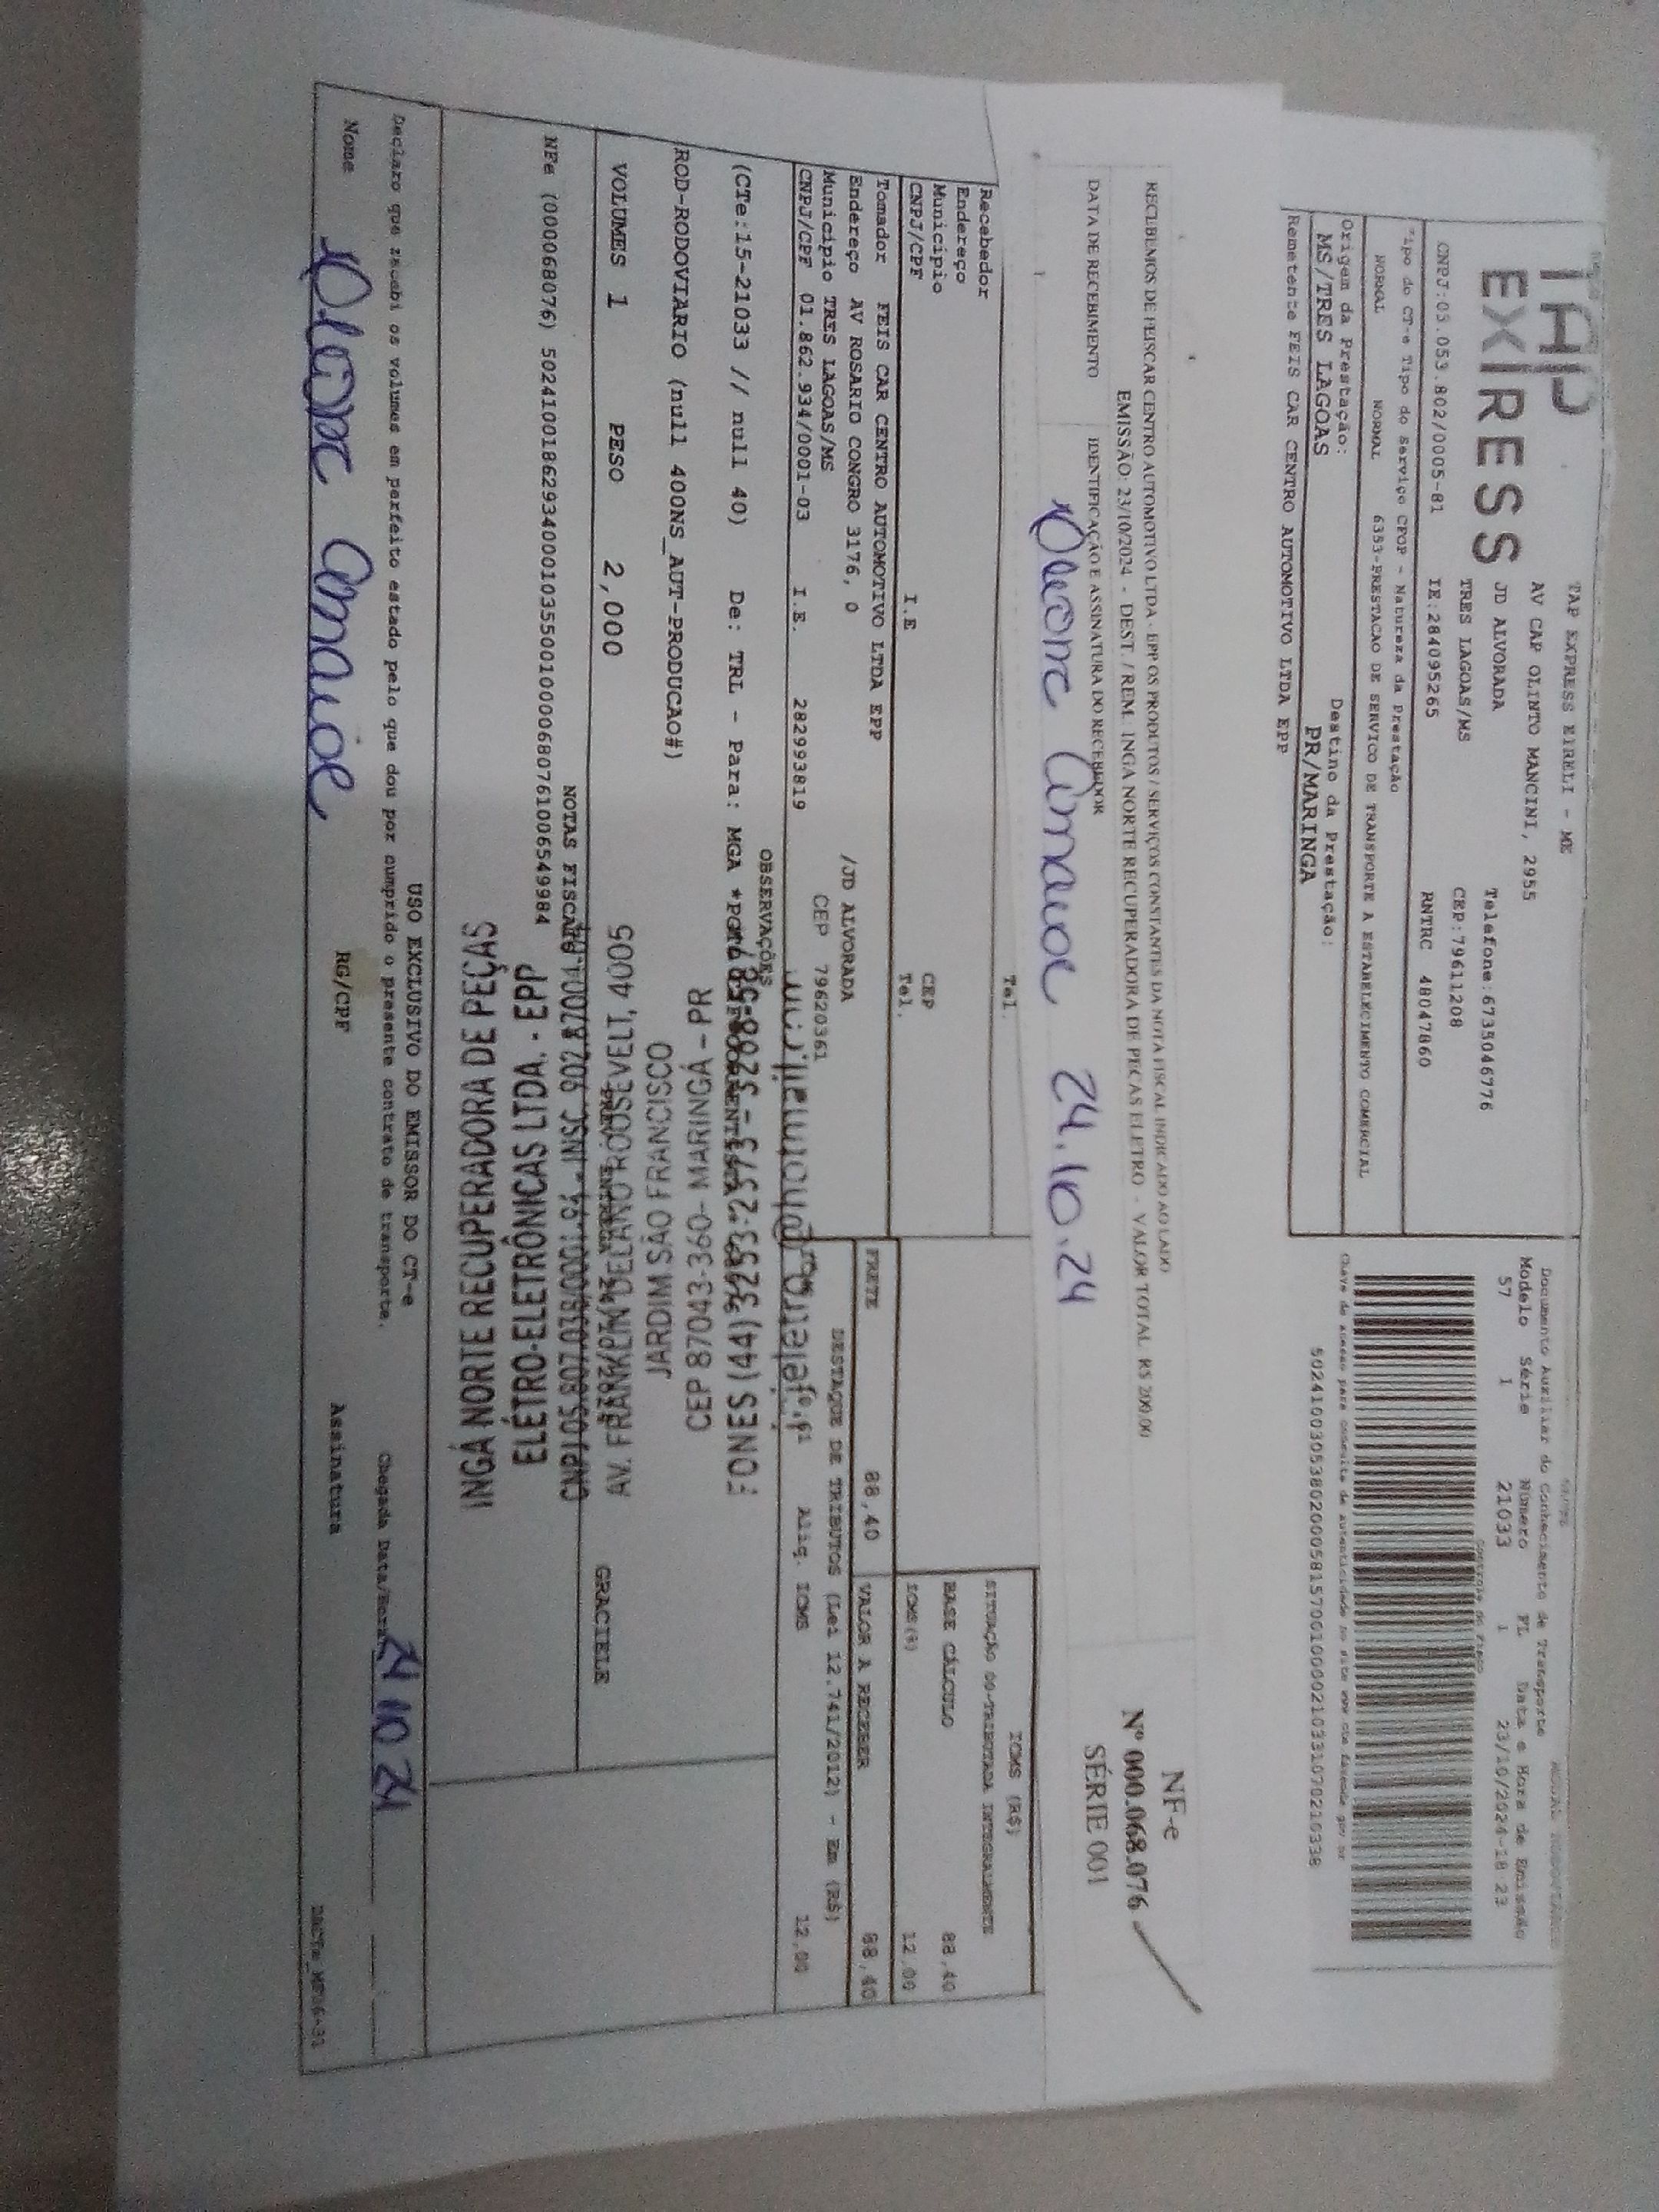 TAP
EXPRESS
TAP EXPRESS EIRELI - ME
AV CAP OLINTO MANCINI, 2955
JD ALVORADA Telefone:6735046776
TRES LAGOAS/MS CEP:79611208
CNPJ:03.053.802/0005-81 IE:284095265 RNTRC 48047860
Tipo do CT-e Tipo do Serviço CFOP - Natureza da Prestação
NORMAL NORMAL 6353-PRESTACAO DE SERVICO DE TRANSPORTE A ESTABELECIMENTO COMERCIAL
Origem da Prestação: Destino da Prestação:
MS/TRES LAGOAS PR/MARINGA
Remetente FEIS CAR CENTRO AUTOMOTIVO LTDA EPP
Documento Auxiliar do Conhecimento de Transporte
Modelo Série Número FL Data e Hora de Emissão
57 1 21033 1 23/10/2024-18 23
Controle do Fisco
Chave de acesso para consulta de autenticidade no site www cte fazenda gov br
50241003053802000581570010000210331070210338
RECEBEMOS DE FEISCAR CENTRO AUTOMOTIVO LTDA - EPP OS PRODUTOS / SERVIÇOS CONSTANTES DA NOTA FISCAL INDICADO AO LADO
EMISSÃO: 23/10/2024 - DEST. / REM.: INGA NORTE RECUPERADORA DE PECAS ELETRO - VALOR TOTAL: R$ 200,00
DATA DE RECEBIMENTO IDENTIFICAÇÃO E ASSINATURA DO RECEBEDOR
24.10.24
NF-e
Nº 000.068.076
SÉRIE 001
Recebedor Tel.
Endereço
Município CEP
CNPJ/CPF I.E Tel.
Tomador FEIS CAR CENTRO AUTOMOTIVO LTDA EPP
Endereço AV ROSARIO CONGRO 3176, 0 /JD ALVORADA
Município TRES LAGOAS/MS CEP 79620361
CNPJ/CPF 01.862.934/0001-03 I.E. 282993819
ICMS (R$)
SITUAÇÃO 00-TRIBUTADA INTEGRALMENTE
BASE CÁLCULO 88,40
ICMS(%) 12,00
FRETE 88,40 VALOR A RECEBER 88,40
DESTAQUE DE TRIBUTOS (Lei 12.741/2012) - Em (R$)
Aliq. ICMS 12,00
OBSERVAÇÕES
(CTe:15-21033 // null 40) De: TRL - Para: MGA
ROD-RODOVIARIO (null 400NS_AUT-PRODUCAO#)
VOLUMES 1 PESO 2,000 GRACIELE
NOTAS FISCAIS
NFe (000068076) 50241001862934000103550010000680761006549984
FONES (44) 3253-2573 - 3208-58
CEP 87043-360 - MARINGÁ - PR
JARDIM SÃO FRANCISCO
AV. FRANKLIN DELANO ROOSEVELT, 4005
ELÉTRO-ELETRÔNICAS LTDA. - EPP
INGÁ NORTE RECUPERADORA DE PEÇAS
USO EXCLUSIVO DO EMISSOR DO CT-e
Declaro que recebi os volumes em perfeito estado pelo que dou por cumprido o presente contrato de transporte. Chegada Data/Hora 24 10 24
Nome RG/CPF Assinatura